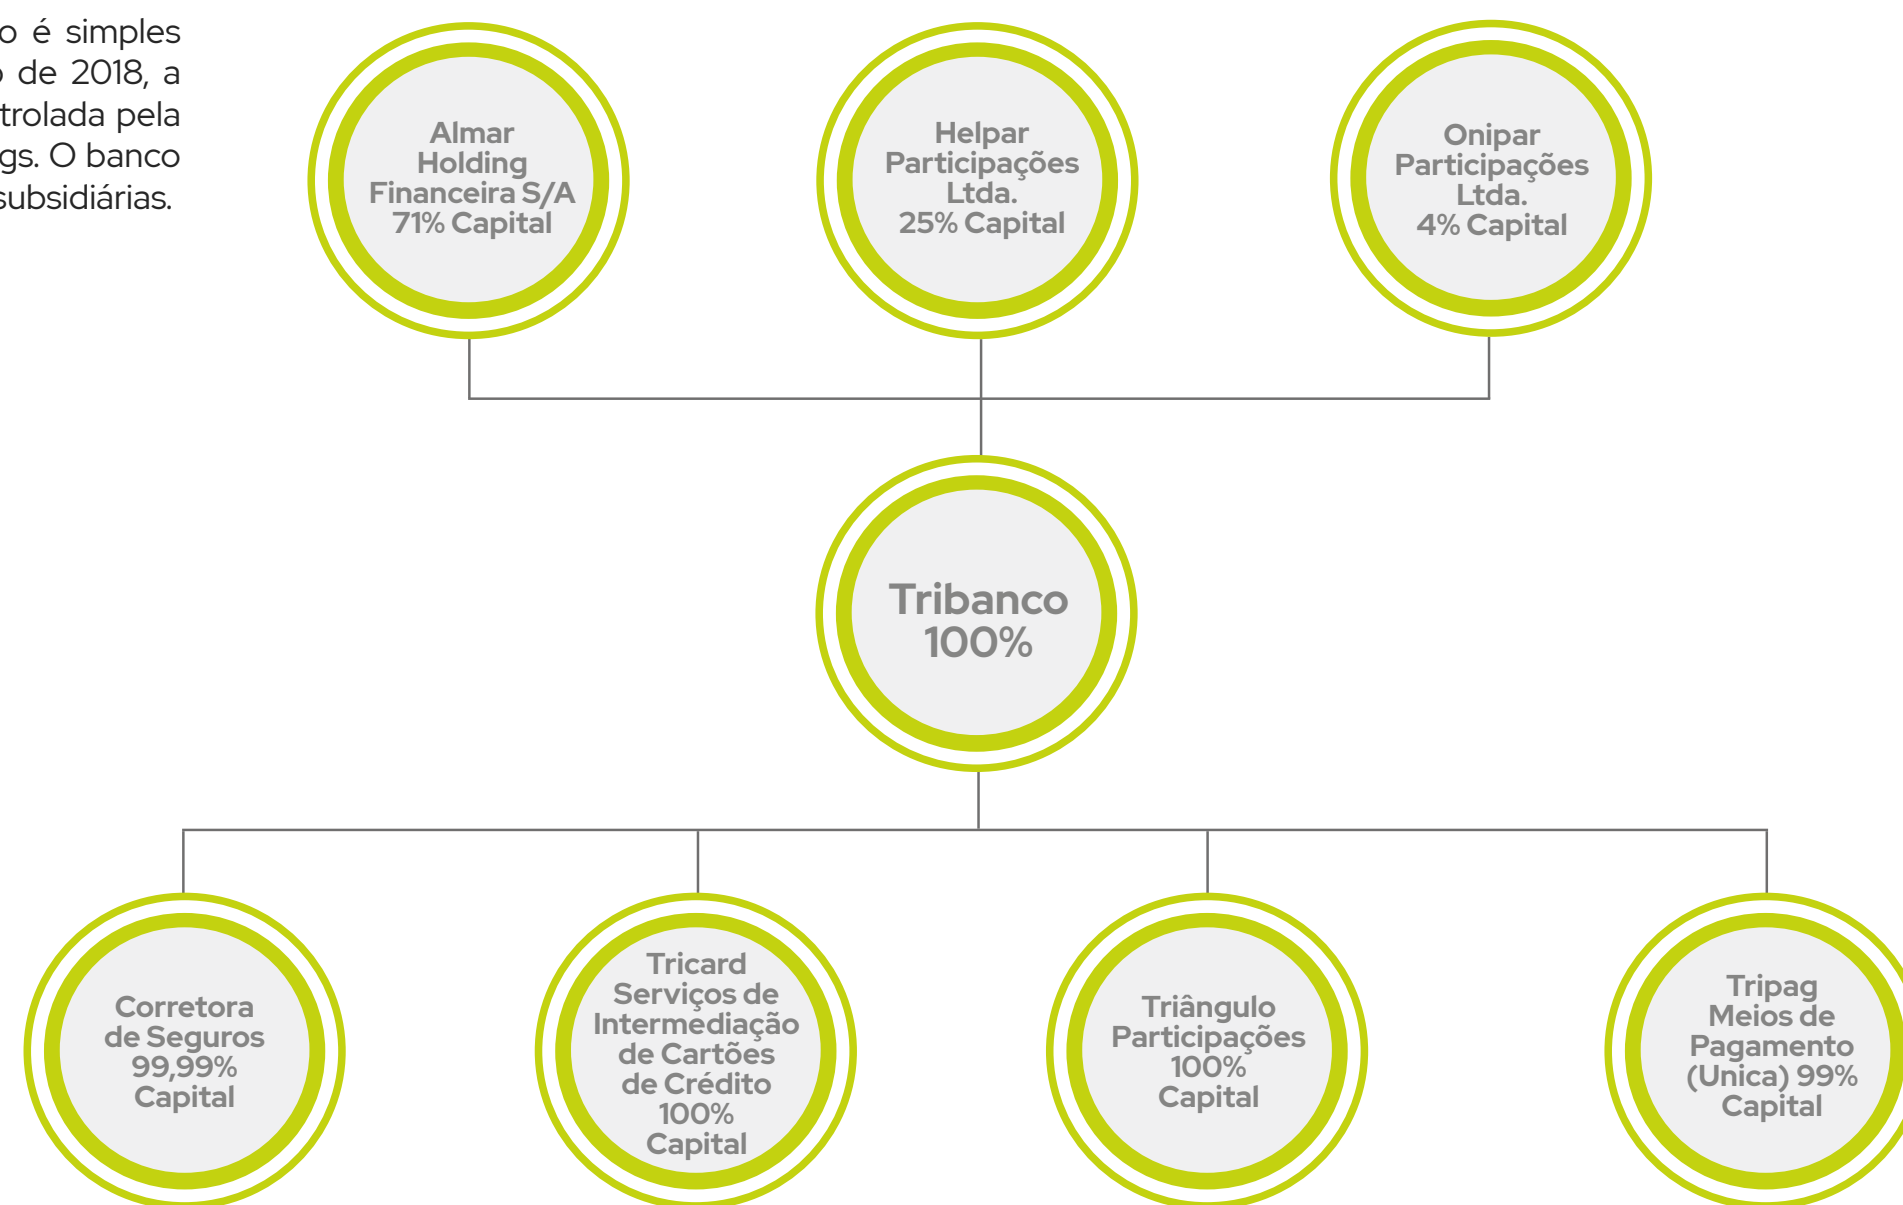 o é simples
de 2018, a
trolada pela
gs. O banco
subsidiárias.
Almar
Holding
Financeira S/A
71% Capital
Helpar
Participações
Ltda.
25% Capital
Onipar
Participações
Ltda.
4% Capital
Tribanco
100%
Corretora
de Seguros
99,99%
Capital
Tricard
Serviços de
Intermediação
de Cartões
de Crédito
100%
Capital
Triângulo
Participações
100%
Capital
Tripag
Meios de
Pagamento
(Unica) 99%
Capital